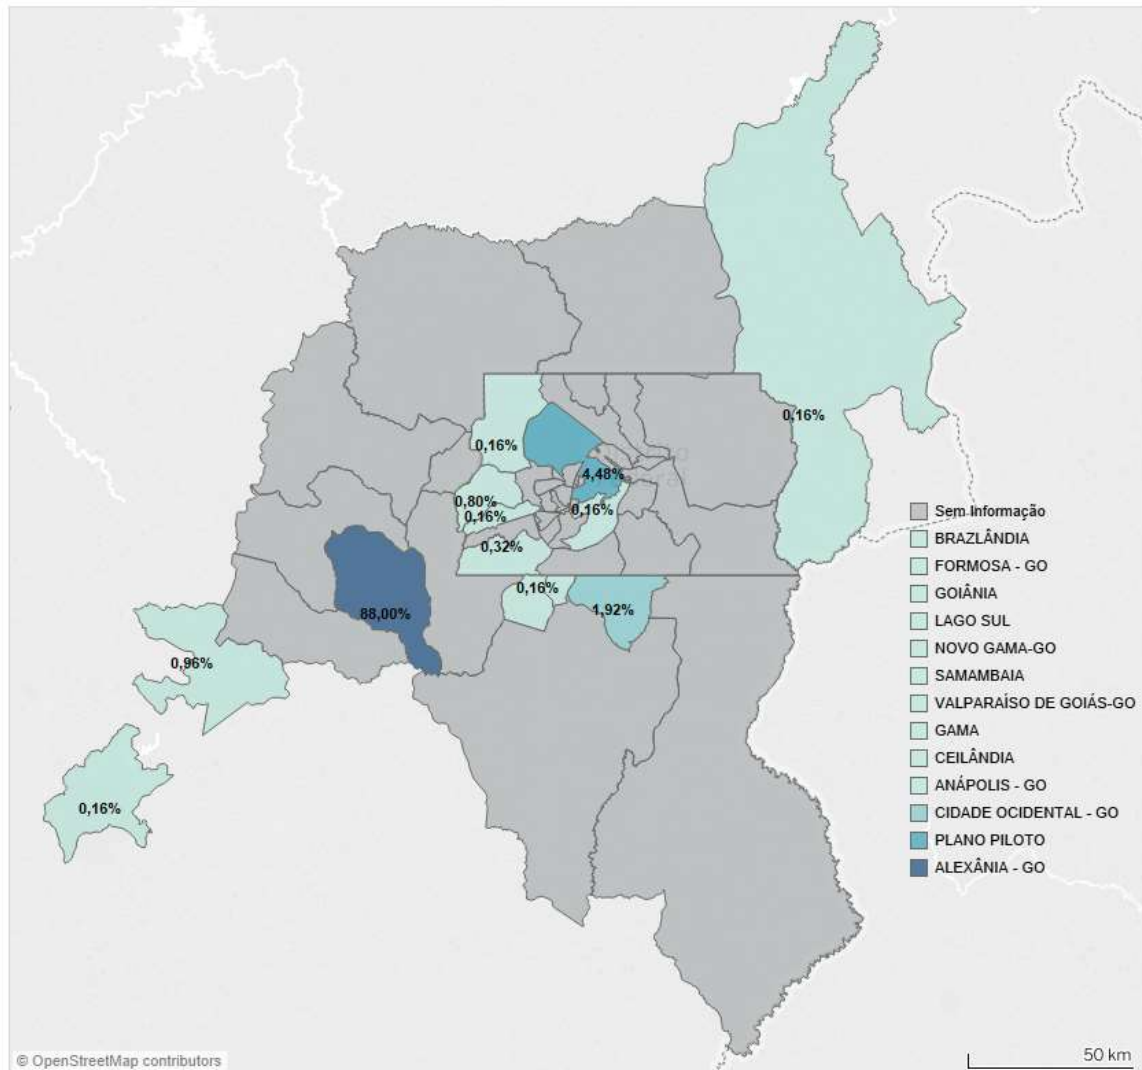 0,16%
0,16%
4,48%
0,80%
0,16%
0,16%
0,32%
0,16%
1,92%
88,00%
0,96%
0,16%
Sem Informação
BRAZLÂNDIA
FORMOSA - GO
GOIÂNIA
LAGO SUL
NOVO GAMA-GO
SAMAMBAIA
VALPARAÍSO DE GOIÁS-GO
GAMA
CEILÂNDIA
ANÁPOLIS - GO
CIDADE OCIDENTAL - GO
PLANO PILOTO
ALEXÂNIA - GO
© OpenStreetMap contributors
50 km